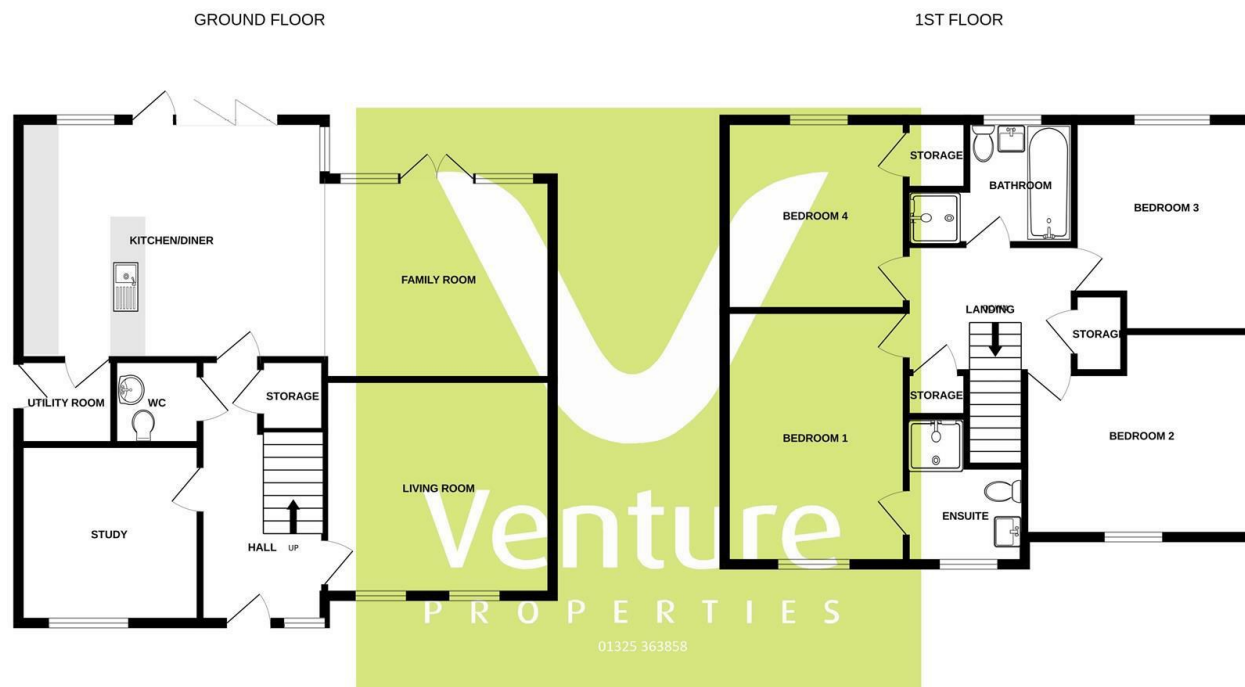 GROUND FLOOR
1ST FLOOR
KITCHEN/DINER
FAMILY ROOM
UTILITY ROOM
WC
STORAGE
STUDY
HALL
UP
LIVING ROOM
BEDROOM 4
STORAGE
BATHROOM
BEDROOM 3
LANDING
STORAGE
STORAGE
BEDROOM 1
BEDROOM 2
ENSUITE
Venture
PROPERTIES
01325 363858